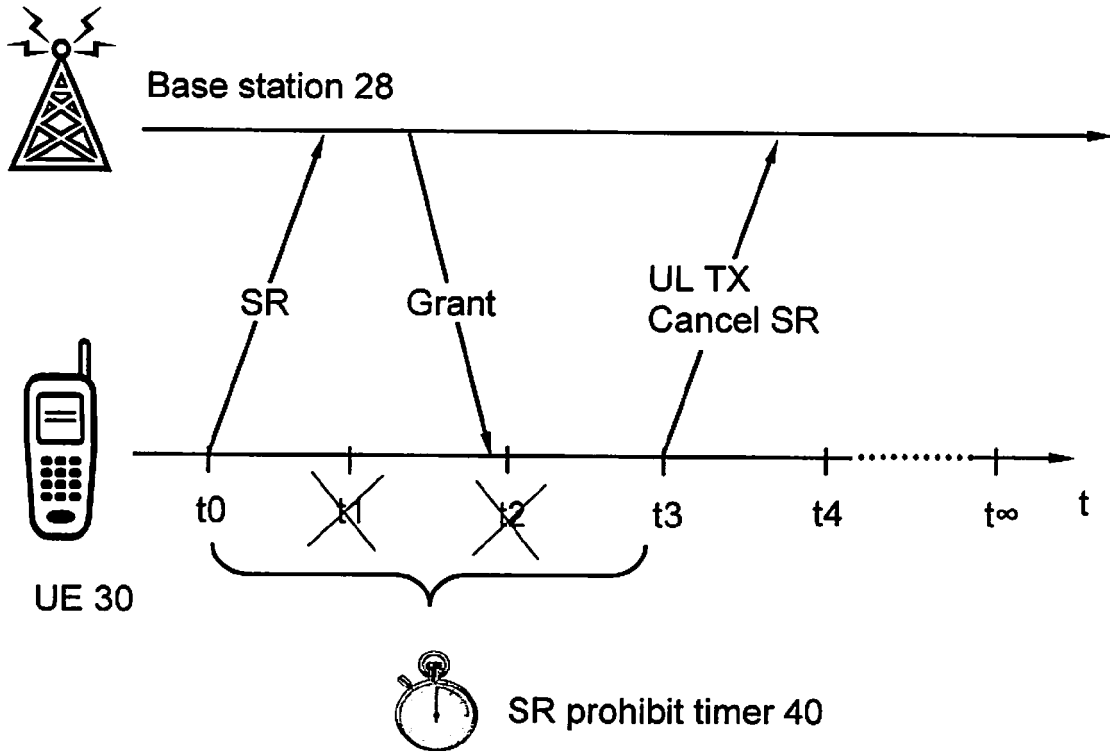 Base station 28
SR
Grant
UL TX
Cancel SR
t0
t1
t2
t3
t4
t∞
t
UE 30
SR prohibit timer 40